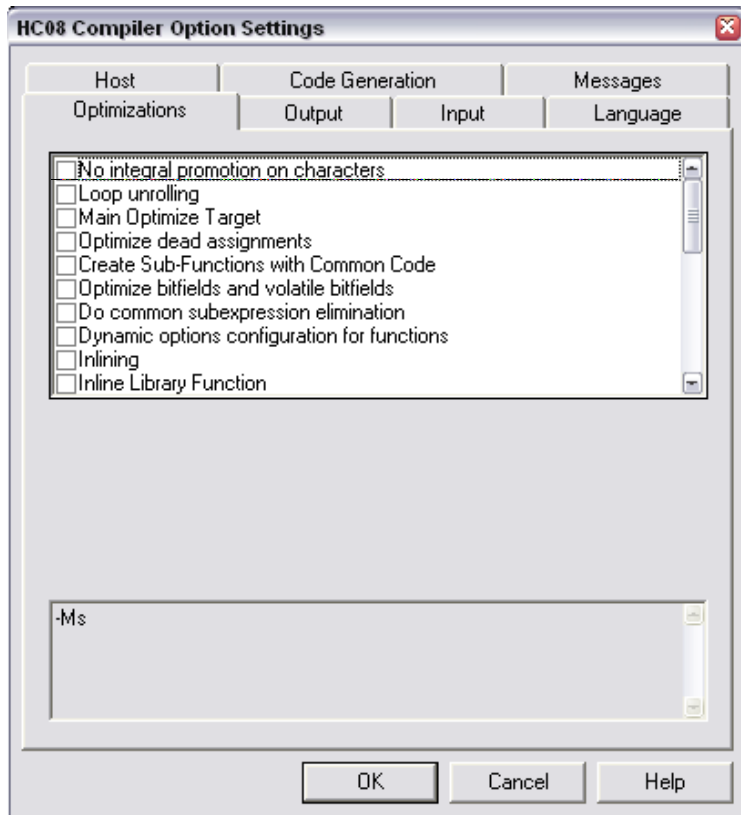 HC08 Compiler Option Settings
Host Code Generation Messages
Optimizations Output Input Language
No integral promotion on characters
Loop unrolling
Main Optimize Target
Optimize dead assignments
Create Sub-Functions with Common Code
Optimize bitfields and volatile bitfields
Do common subexpression elimination
Dynamic options configuration for functions
Inlining
Inline Library Function
-Ms
OK Cancel Help